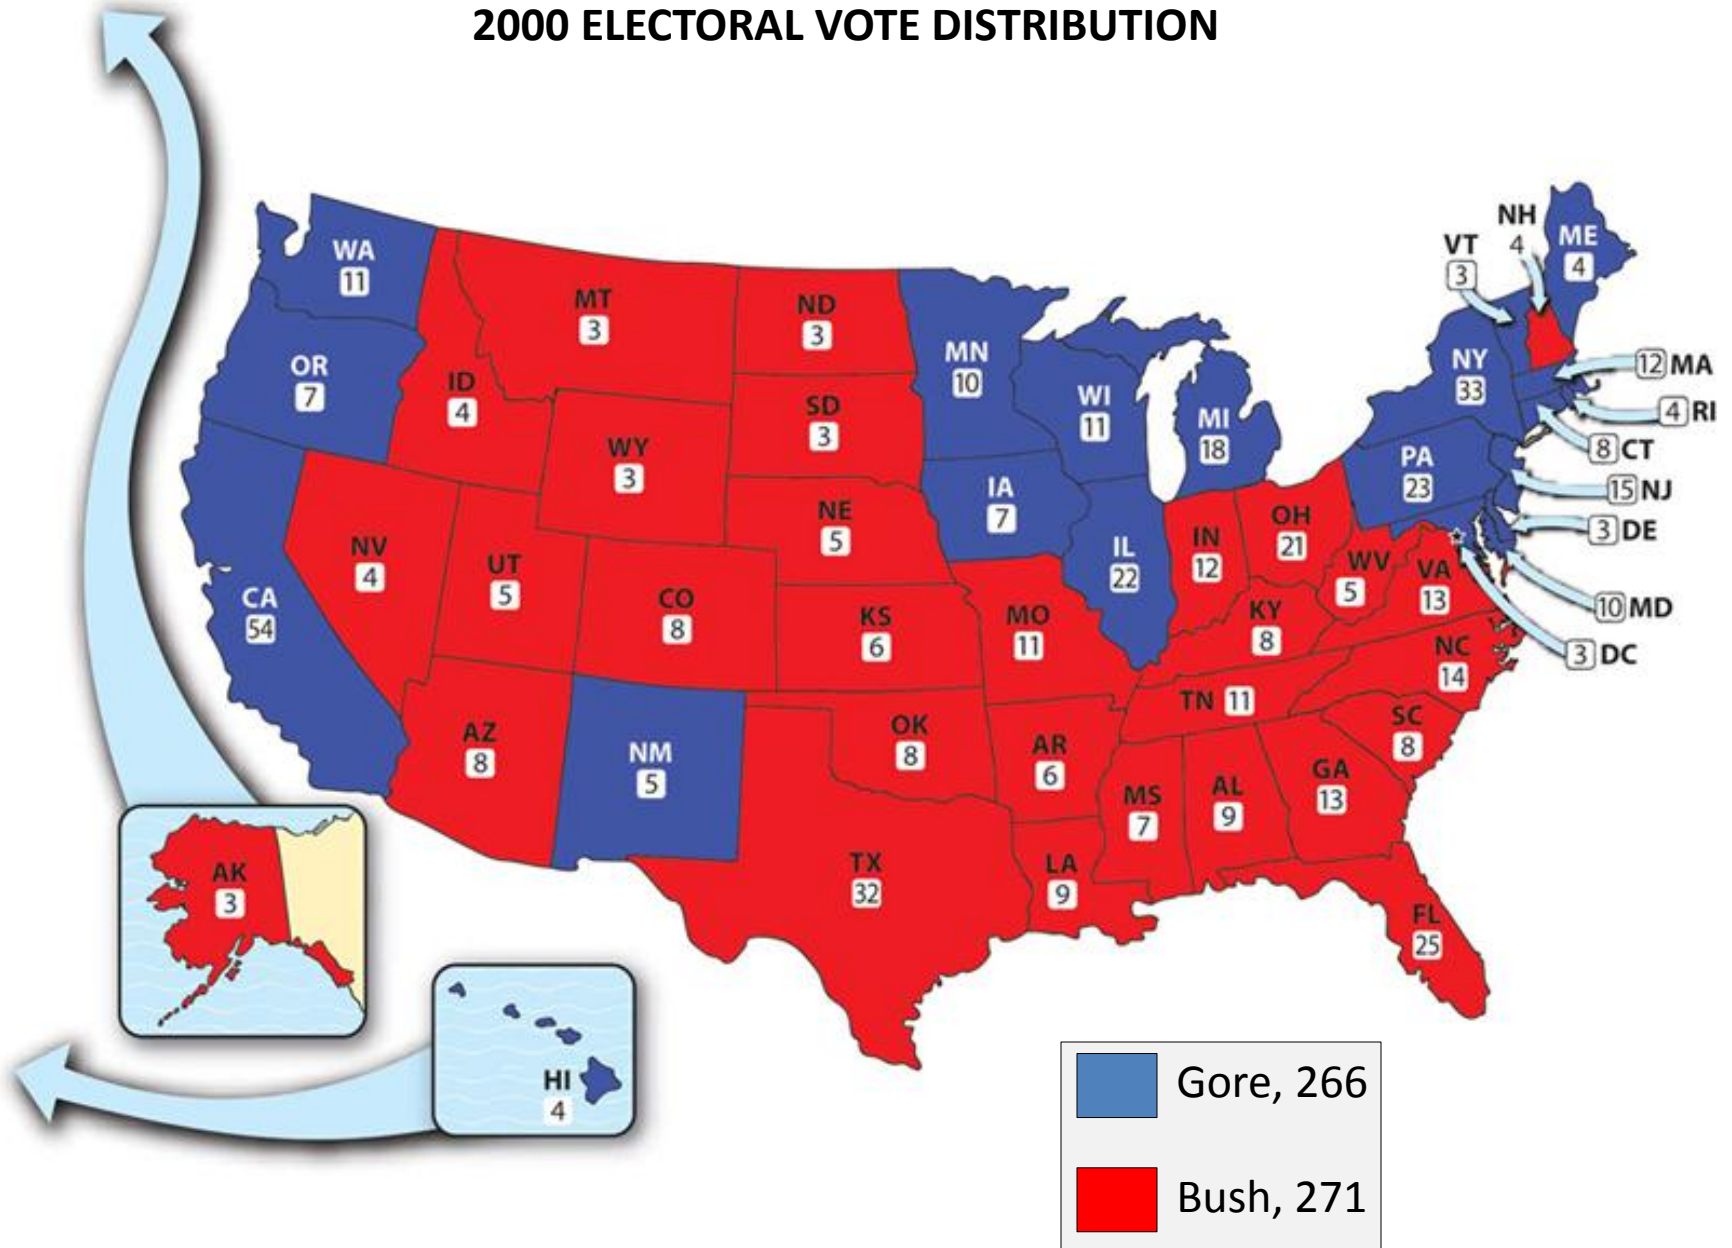 2000 ELECTORAL VOTE DISTRIBUTION
NH
4
ME
4
VT
3
WA
11
MT
3
ND
3
MN
10
OR
7
ID
4
WY
3
SD
3
WI
11
MI
18
NY
33
12 MA
4 RI
8 CT
PA
23
15 NJ
3 DE
10 MD
3 DC
NE
5
IA
7
IL
22
IN
12
OH
21
WV
5
VA
13
NV
4
UT
5
CO
8
CA
54
KS
6
MO
11
KY
8
NC
14
TN 11
SC
8
AZ
8
NM
5
OK
8
AR
6
MS
7
AL
9
GA
13
TX
32
LA
9
FL
25
AK
3
HI
4
Gore, 266
Bush, 271